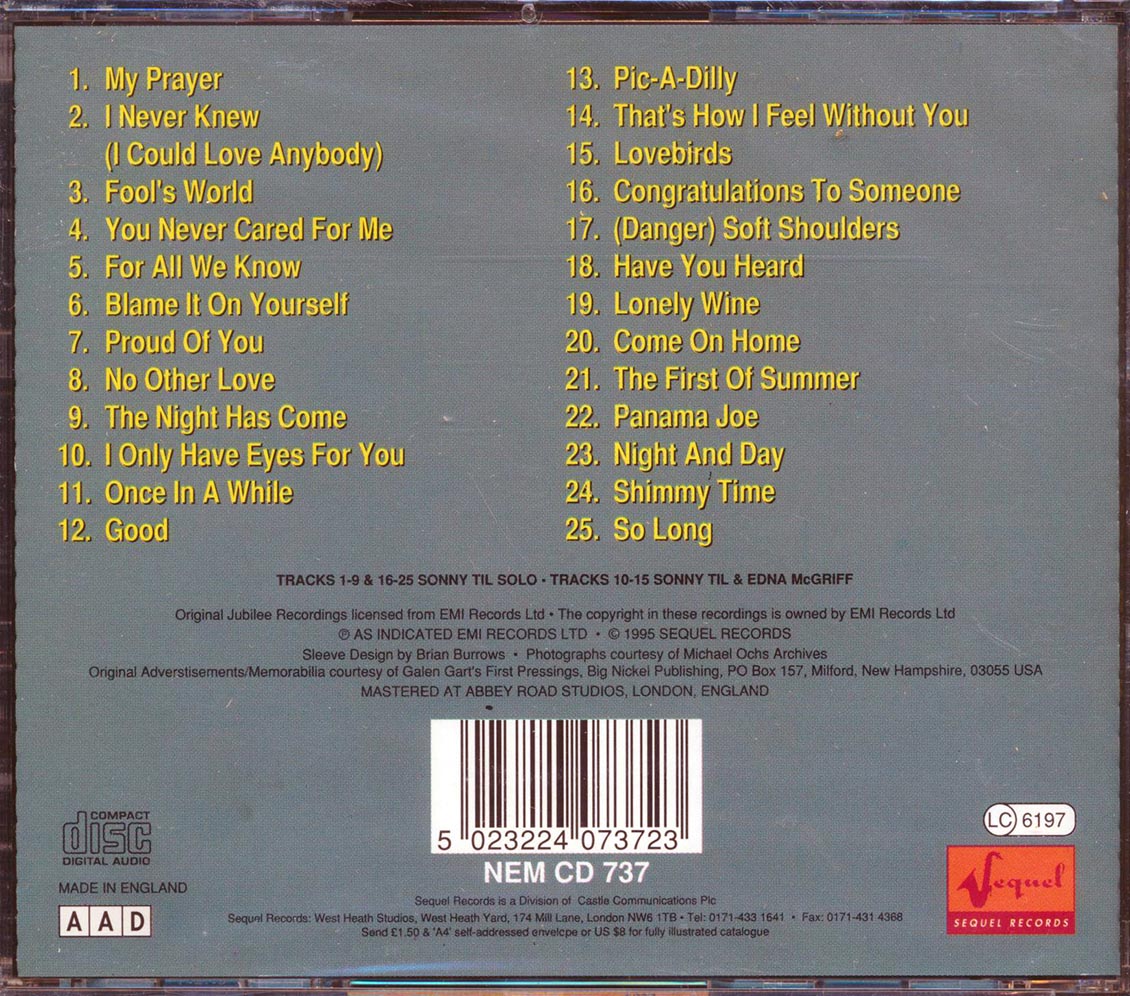 1. My Prayer
2. I Never Knew
(I Could Love Anybody)
3. Fool's World
4. You Never Cared For Me
5. For All We Know
6. Blame It On Yourself
7. Proud Of You
8. No Other Love
9. The Night Has Come
10. I Only Have Eyes For You
11. Once In A While
12. Good
13. Pic-A-Dilly
14. That's How I Feel Without You
15. Lovebirds
16. Congratulations To Someone
17. (Danger) Soft Shoulders
18. Have You Heard
19. Lonely Wine
20. Come On Home
21. The First Of Summer
22. Panama Joe
23. Night And Day
24. Shimmy Time
25. So Long
TRACKS 1-9 & 16-25 SONNY TIL SOLO • TRACKS 10-15 SONNY TIL & EDNA McGRIFF
Original Jubilee Recordings licensed from EMI Records Ltd • The copyright in these recordings is owned by EMI Records Ltd
℗ AS INDICATED EMI RECORDS LTD • © 1995 SEQUEL RECORDS
Sleeve Design by Brian Burrows • Photographs courtesy of Michael Ochs Archives
Original Adverstisements/Memorabilia courtesy of Galen Gart's First Pressings, Big Nickel Publishing, PO Box 157, Milford, New Hampshire, 03055 USA
MASTERED AT ABBEY ROAD STUDIOS, LONDON, ENGLAND
COMPACT
disc
DIGITAL AUDIO
MADE IN ENGLAND
AAD
5 023224 073723
NEM CD 737
Sequel Records is a Division of Castle Communications Plc
Sequel Records: West Heath Studios, West Heath Yard, 174 Mill Lane, London NW6 1TB • Tel: 0171-433 1641 • Fax: 0171-431 4368
Send £1.50 & 'A4' self-addressed envelope or US $8 for fully illustrated catalogue
LC 6197
Sequel
SEQUEL RECORDS